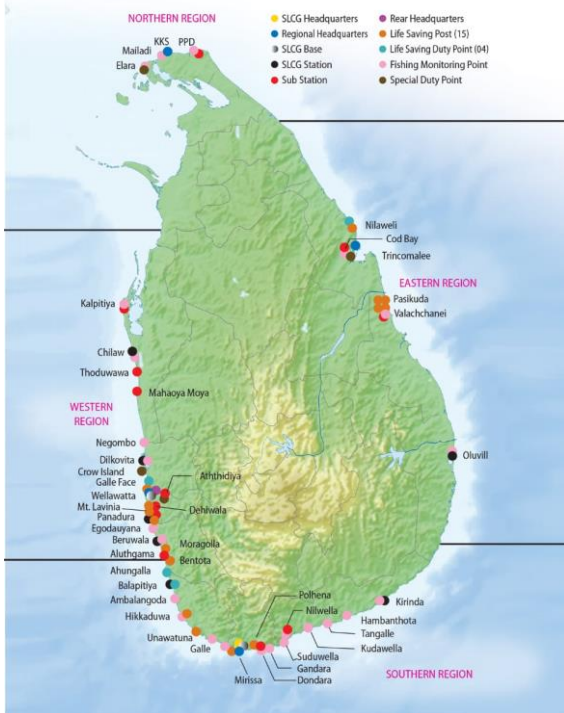 NORTHERN REGION
SLCG Headquarters
Regional Headquarters
SLCG Base
SLCG Station
Sub Station
Rear Headquarters
Life Saving Post (15)
Life Saving Duty Point (04)
Fishing Monitoring Point
Special Duty Point
KKS
PPD
Mailadi
Elara
Nilaweli
Cod Bay
Trincomalee
EASTERN REGION
Pasikuda
Valachchanei
Kalpitiya
Chilaw
Thoduwawa
Mahaoya Moya
WESTERN
REGION
Negombo
Oluvill
Dilkovita
Crow Island
Galle Face
Aththidiya
Wellawatta
Mt. Lavinia
Dehiwala
Panadura
Egodauyana
Beruwala
Moragolla
Aluthgama
Bentota
Ahungalla
Balapitiya
Ambalangoda
Polhena
Kirinda
Hikkaduwa
Nilwella
Hambanthota
Unawatuna
Tangalle
Galle
Kudawella
Suduwella
Gandara
Mirissa
Dondara
SOUTHERN REGION